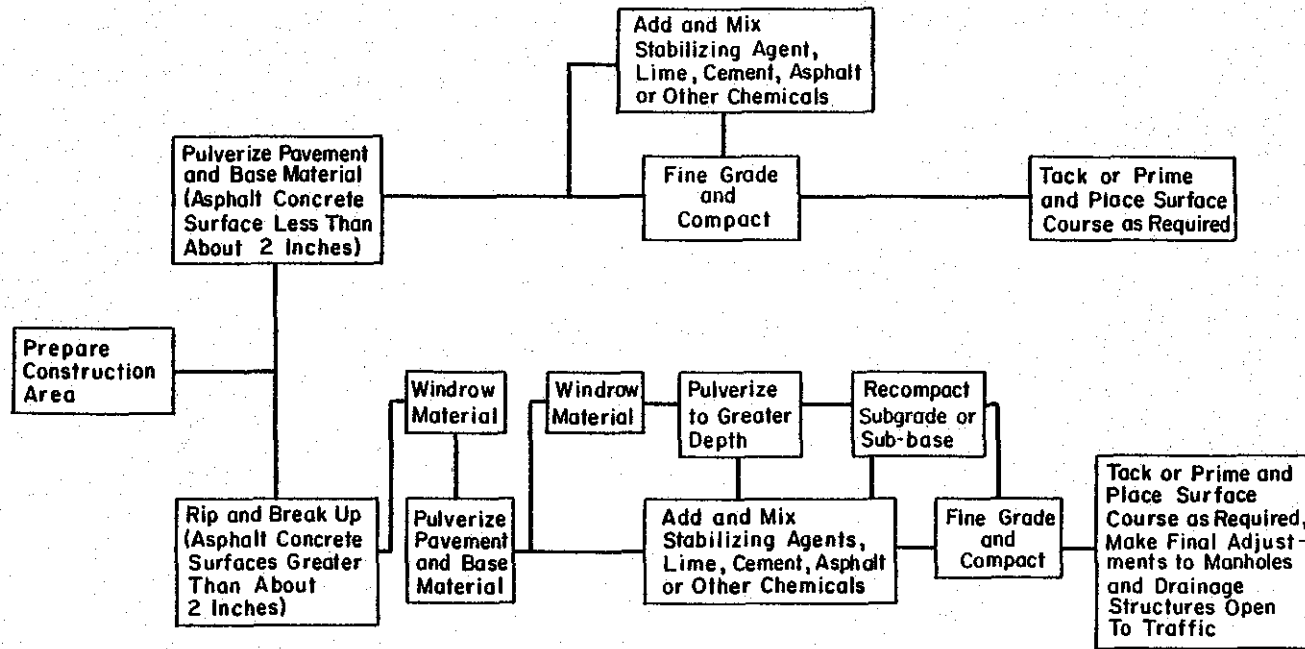 Add and Mix
Stabilizing Agent,
Lime, Cement, Asphalt
or Other Chemicals
Pulverize Pavement
and Base Material
(Asphalt Concrete
Surface Less Than
About 2 Inches)
Fine Grade
and
Compact
Tack or Prime
and Place Surface
Course as Required
Prepare
Construction
Area
Windrow
Material
Windrow
Material
Pulverize
to Greater
Depth
Recompact
Subgrade or
Sub-base
Rip and Break Up
(Asphalt Concrete
Surfaces Greater
Than About
2 Inches)
Pulverize
Pavement
and Base
Material
Add and Mix
Stabilizing Agents,
Lime, Cement, Asphalt
or Other Chemicals
Fine Grade
and
Compact
Tack or Prime and
Place Surface
Course as Required,
Make Final Adjust-
ments to Manholes
and Drainage
Structures Open
To Traffic